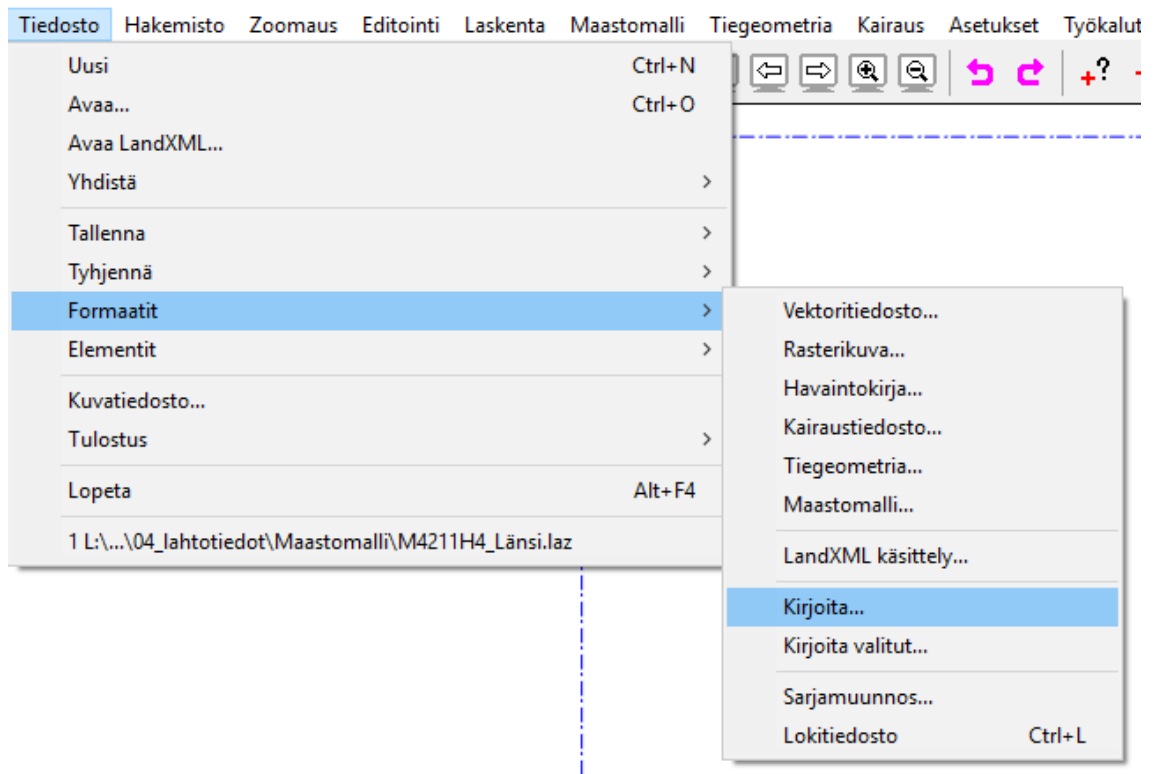 Tiedosto Hakemisto Zoomaus Editointi Laskenta Maastomalli Tiegeometria Kairaus Asetukset Työkalut
Uusi Ctrl+N
Avaa... Ctrl+O
Avaa LandXML...
Yhdistä
Tallenna
Tyhjennä
Formaatit
Elementit
Kuvatiedosto...
Tulostus
Lopeta Alt+F4
1 L:\...\04_lahtotiedot\Maastomalli\M4211H4_Länsi.laz
Vektoritiedosto...
Rasterikuva...
Havaintokirja...
Kairaustiedosto...
Tiegeometria...
Maastomalli...
LandXML käsittely...
Kirjoita...
Kirjoita valitut...
Sarjamuunnos...
Lokitiedosto Ctrl+L